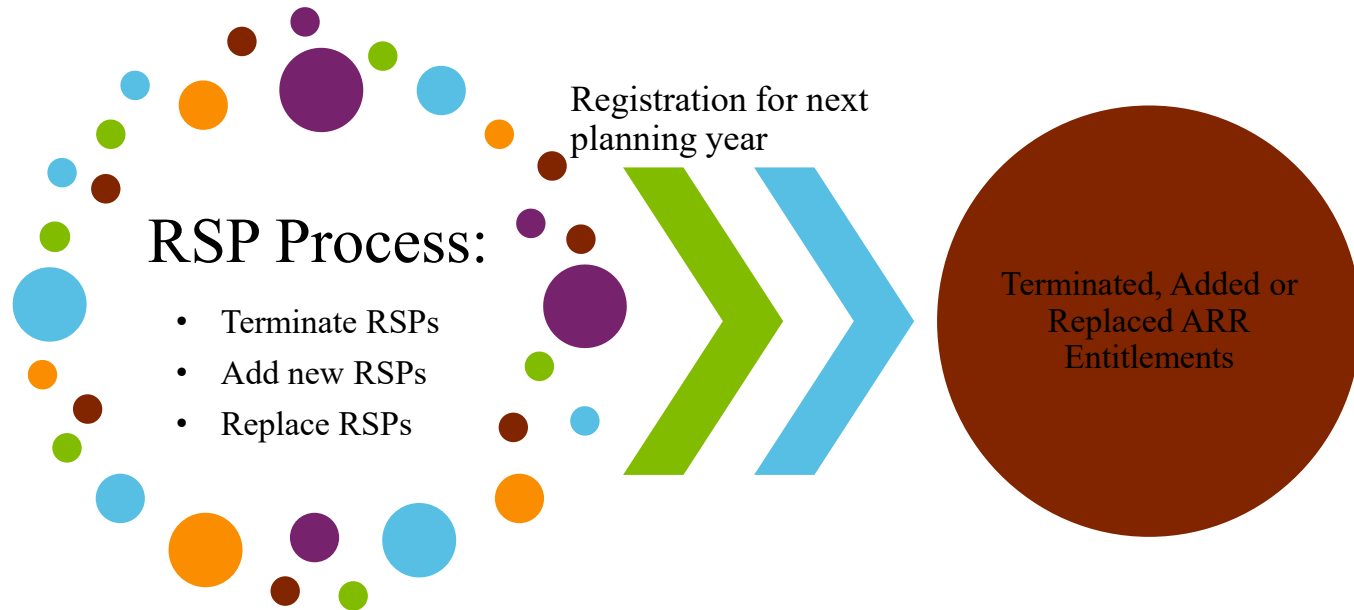 Registration for next
planning year
RSP Process:
• Terminate RSPs
• Add new RSPs
• Replace RSPs
Terminated, Added or
Replaced ARR
Entitlements